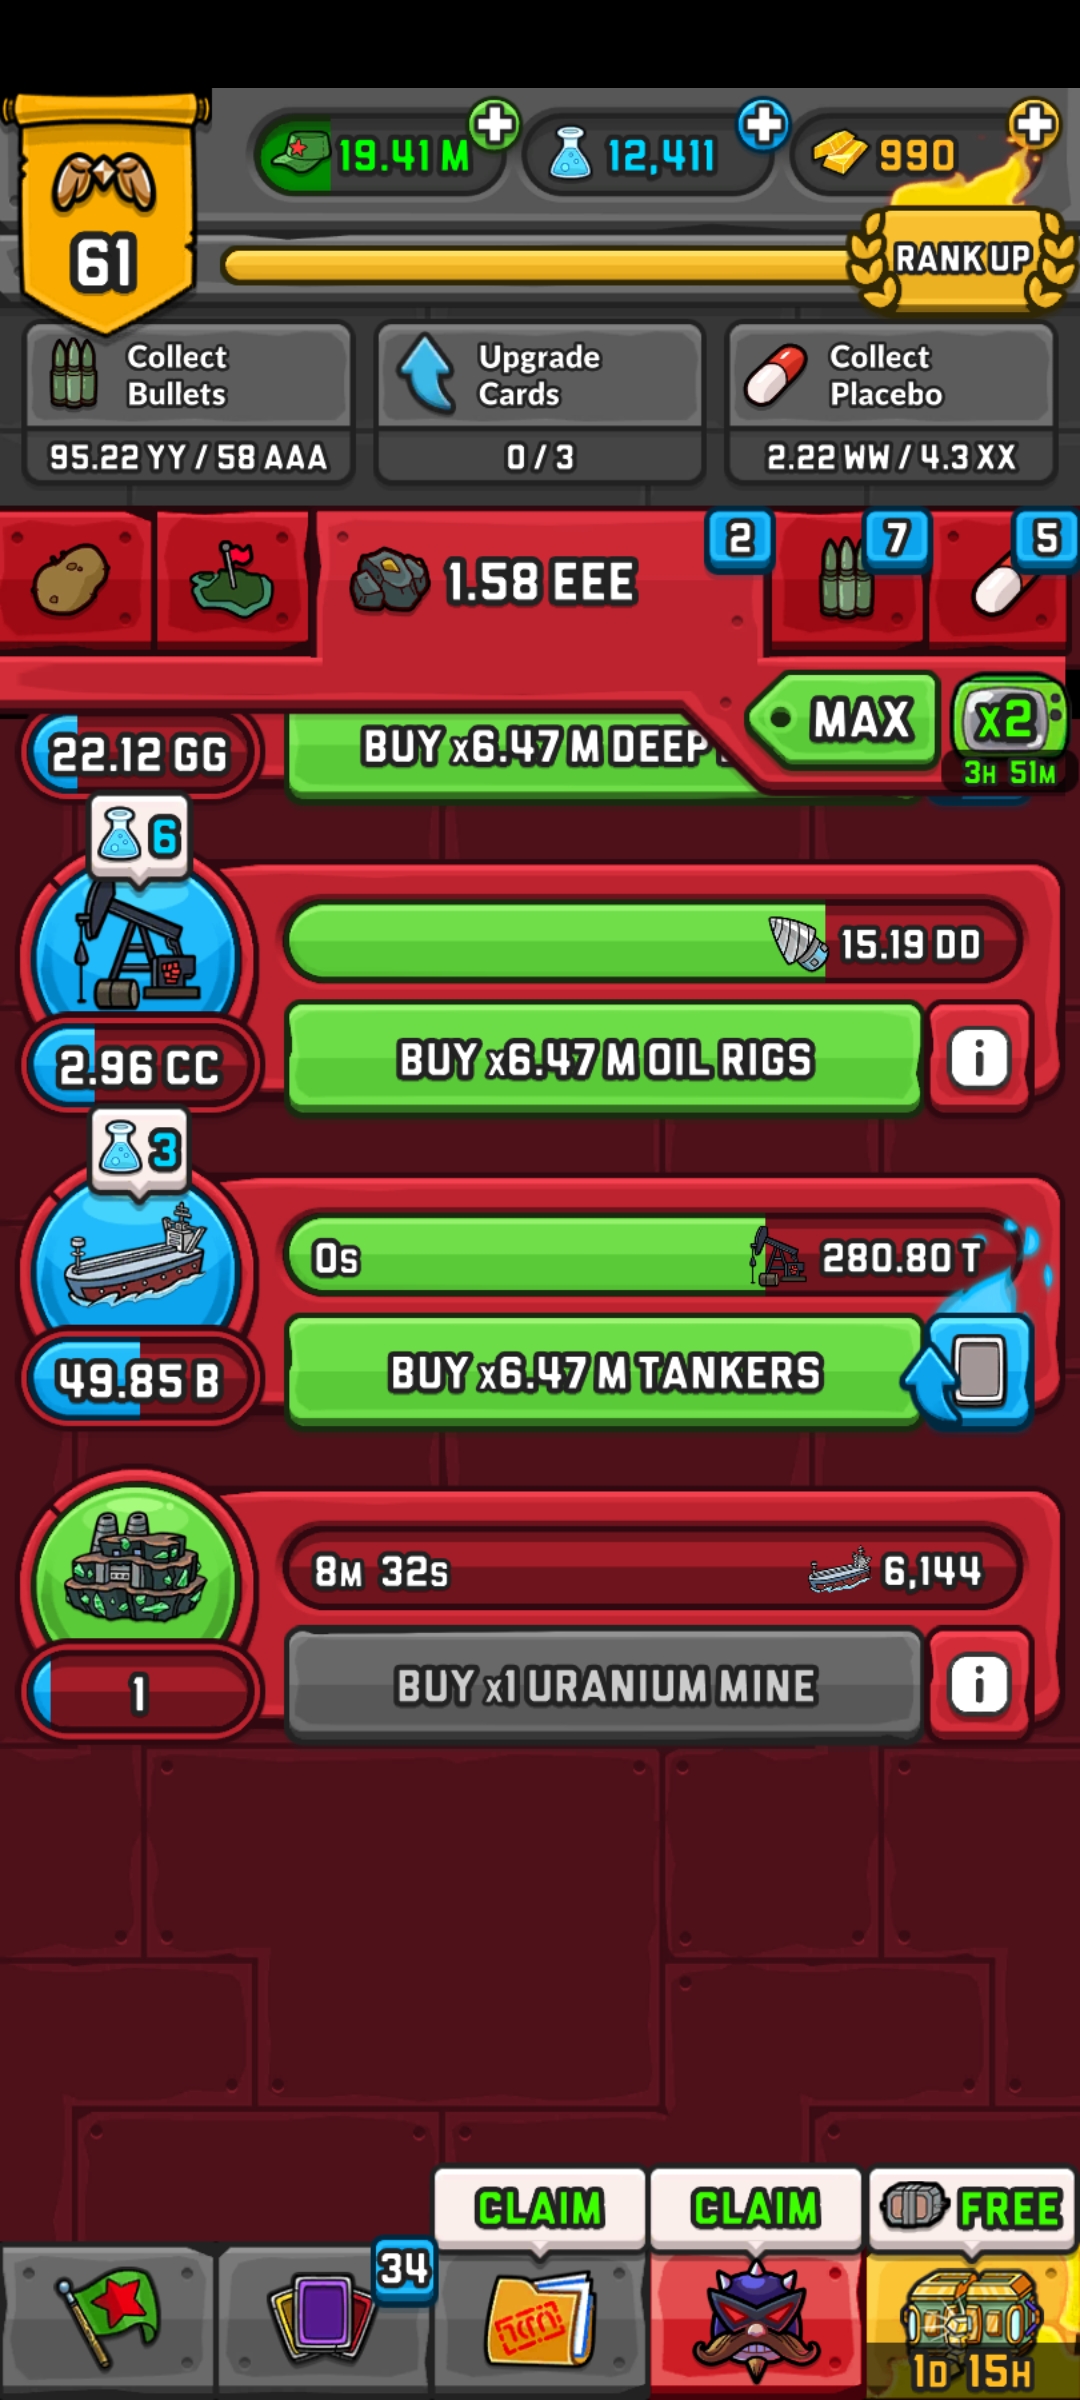 19.41 M
12,411
990
61
RANK UP
Collect
Bullets
95.22 YY / 58 AAA
Upgrade
Cards
0 / 3
Collect
Placebo
2.22 WW / 4.3 XX
1.58 EEE
2
7
5
MAX
x2
3H 51M
22.12 GG
BUY x6.47 M DEEP
6
15.19 DD
2.96 CC
BUY x6.47 M OIL RIGS
i
3
0s
280.80 T
49.85 B
BUY x6.47 M TANKERS
8M 32s
6,144
1
BUY x1 URANIUM MINE
i
CLAIM
CLAIM
FREE
34
1D 15H